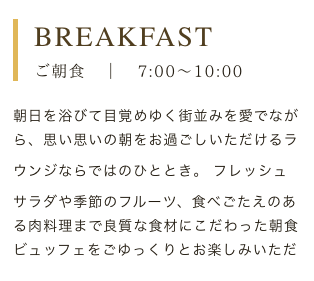 BREAKFAST
ご朝食 ｜ 7:00～10:00
朝日を浴びて目覚めゆく街並みを愛でなが
ら、思い思いの朝をお過ごしいただけるラ
ウンジならではのひととき。 フレッシュ
サラダや季節のフルーツ、食べごたえのあ
る肉料理まで良質な食材にこだわった朝食
ビュッフェをごゆっくりとお楽しみいただ